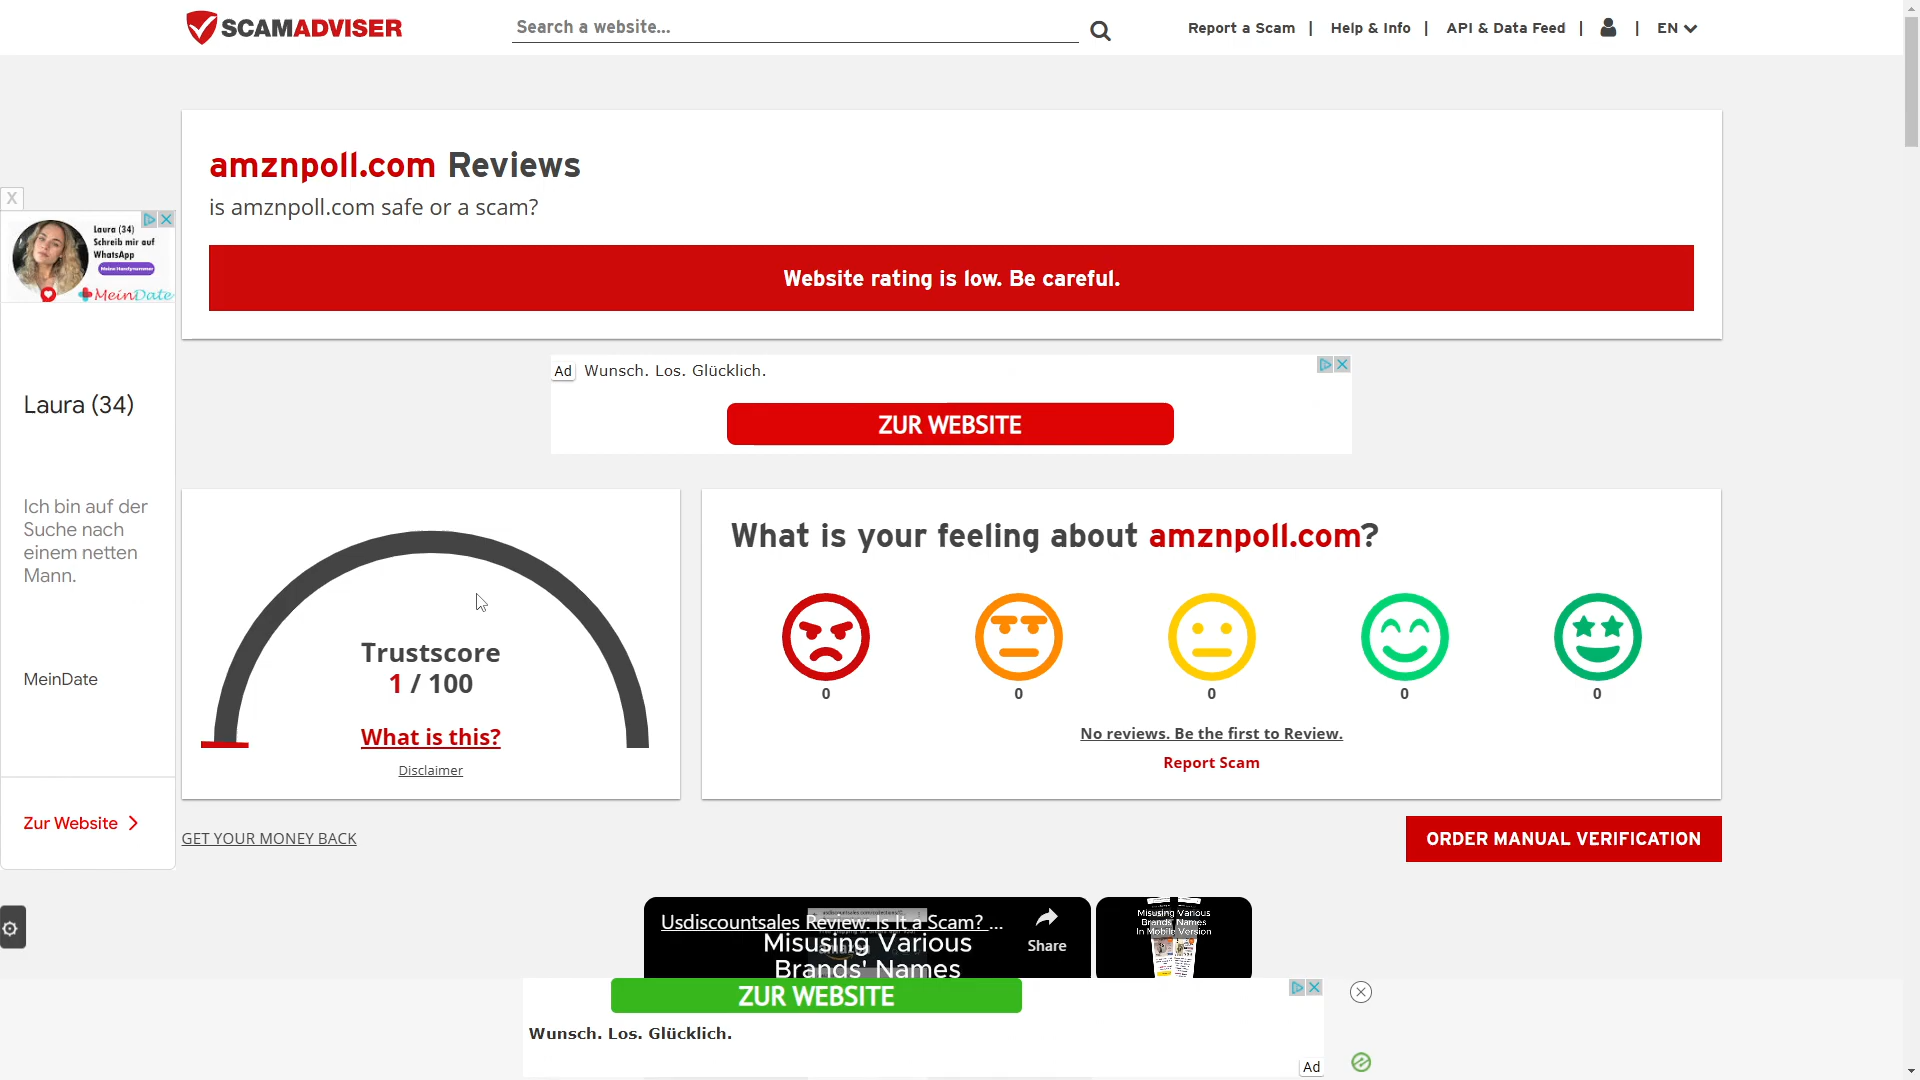 SCAMADVISER
Search a website...
Report a Scam | Help & Info | API & Data Feed | | EN
amznpoll.com Reviews
is amznpoll.com safe or a scam?
Website rating is low. Be careful.
X
Laura (34)
Schreib mir auf
WhatsApp
Meine Handynummer
MeinDate
Laura (34)
Ich bin auf der
Suche nach
einem netten
Mann.
MeinDate
Zur Website
Ad Wunsch. Los. Glücklich.
ZUR WEBSITE
Trustscore
1 / 100
What is this?
Disclaimer
What is your feeling about amznpoll.com?
0 0 0 0 0
No reviews. Be the first to Review.
Report Scam
GET YOUR MONEY BACK
ORDER MANUAL VERIFICATION
Usdiscountsales Review: Is It a Scam? ...
Share
Misusing Various
Brands' Names
Misusing Various
Brands Names
In Mobile Version
ZUR WEBSITE
Wunsch. Los. Glücklich.
Ad